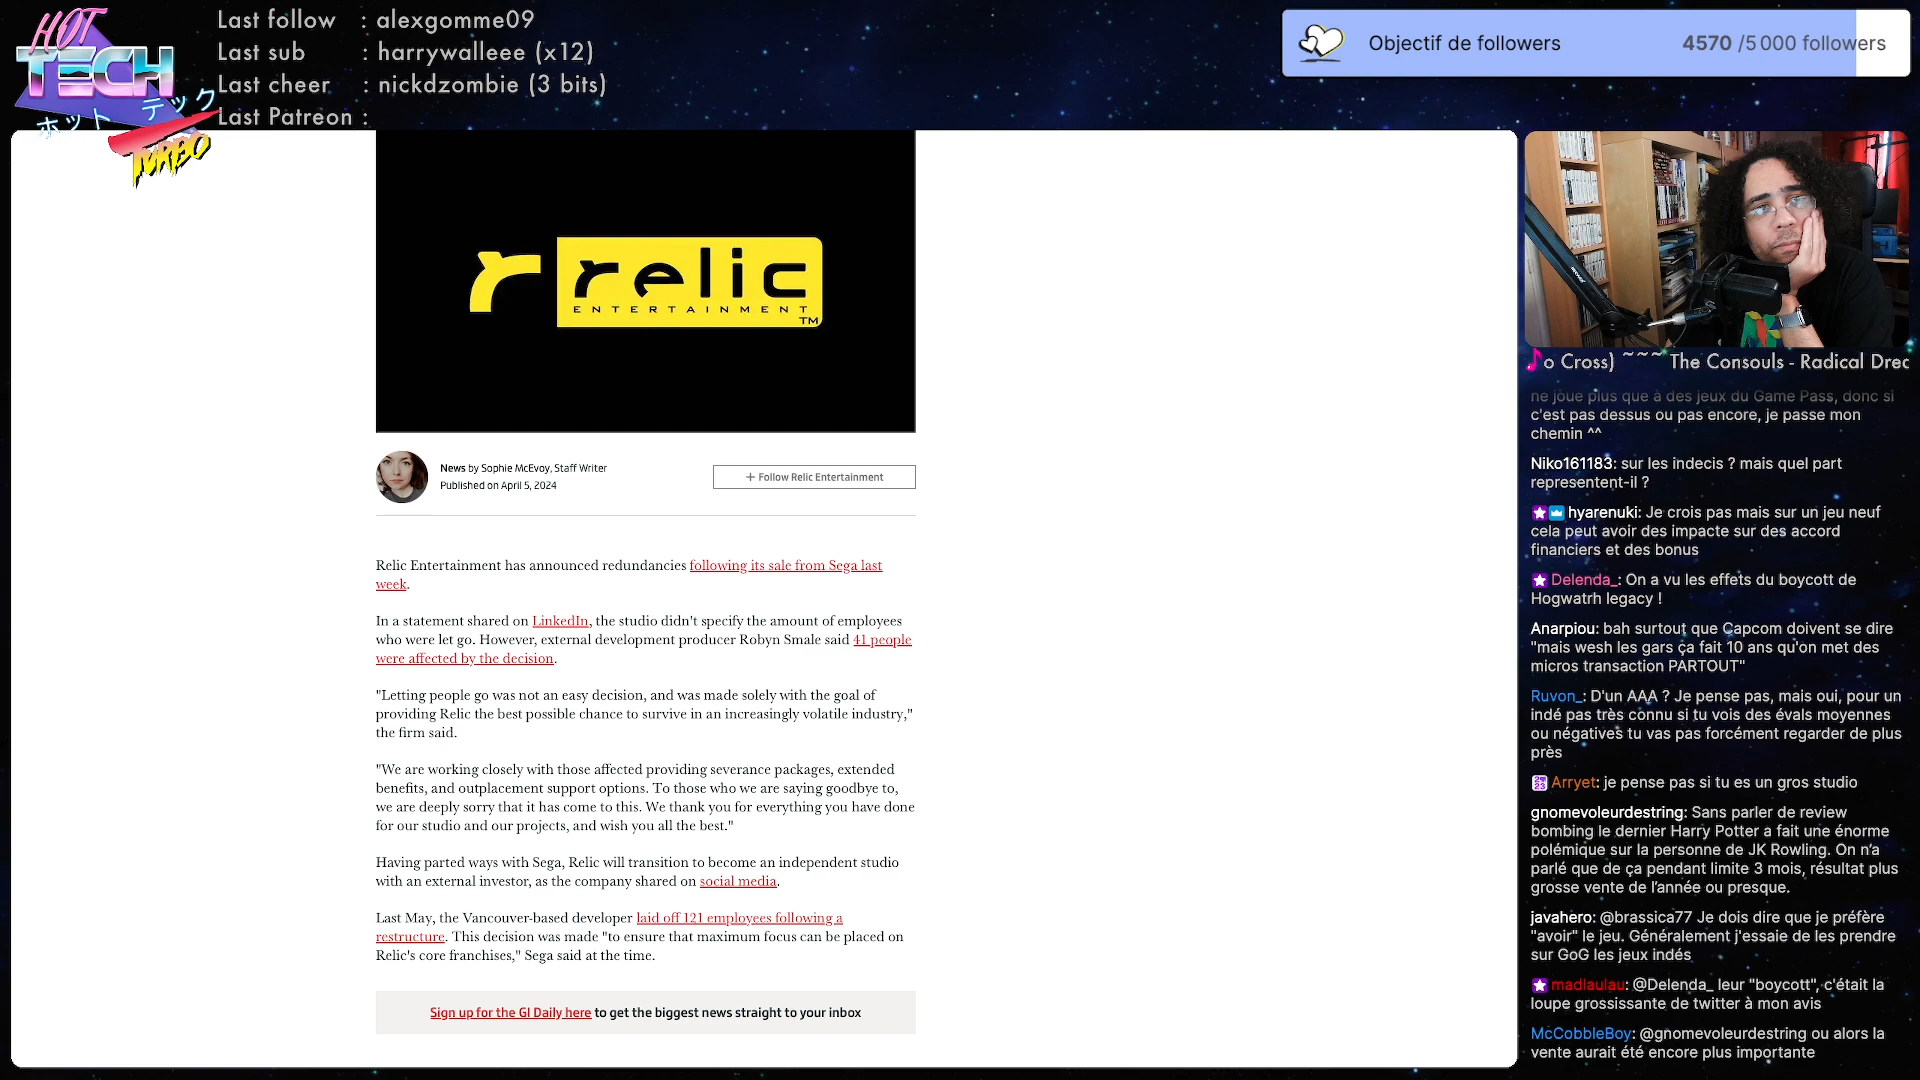 HOT
TECH
ホット テック
TURBO
Last follow : alexgomme09
Last sub : harrywalleee (x12)
Last cheer : nickdzombie (3 bits)
Last Patreon :
Objectif de followers 4570 /5 000 followers
r relic
ENTERTAINMENT
TM
News by Sophie McEvoy, Staff Writer
Published on April 5, 2024
+ Follow Relic Entertainment
Relic Entertainment has announced redundancies following its sale from Sega last
week.
In a statement shared on LinkedIn, the studio didn't specify the amount of employees
who were let go. However, external development producer Robyn Smale said 41 people
were affected by the decision.
"Letting people go was not an easy decision, and was made solely with the goal of
providing Relic the best possible chance to survive in an increasingly volatile industry,"
the firm said.
"We are working closely with those affected providing severance packages, extended
benefits, and outplacement support options. To those who we are saying goodbye to,
we are deeply sorry that it has come to this. We thank you for everything you have done
for our studio and our projects, and wish you all the best."
Having parted ways with Sega, Relic will transition to become an independent studio
with an external investor, as the company shared on social media.
Last May, the Vancouver-based developer laid off 121 employees following a
restructure. This decision was made "to ensure that maximum focus can be placed on
Relic's core franchises," Sega said at the time.
Sign up for the GI Daily here to get the biggest news straight to your inbox
o Cross) ~~~ The Consouls - Radical Drea
ne joue plus que à des jeux du Game Pass, donc si
c'est pas dessus ou pas encore, je passe mon
chemin ^^
Niko161183: sur les indecis ? mais quel part
representent-il ?
hyarenuki: Je crois pas mais sur un jeu neuf
cela peut avoir des impacte sur des accord
financiers et des bonus
Delenda_: On a vu les effets du boycott de
Hogwatrh legacy !
Anarpiou: bah surtout que Capcom doivent se dire
"mais wesh les gars ça fait 10 ans qu'on met des
micros transaction PARTOUT"
Ruvon_: D'un AAA ? Je pense pas, mais oui, pour un
indé pas très connu si tu vois des évals moyennes
ou négatives tu vas pas forcément regarder de plus
près
Arryet: je pense pas si tu es un gros studio
gnomevoleurdestring: Sans parler de review
bombing le dernier Harry Potter a fait une énorme
polémique sur la personne de JK Rowling. On n'a
parlé que de ça pendant limite 3 mois, résultat plus
grosse vente de l'année ou presque.
javahero: @brassica77 Je dois dire que je préfère
"avoir" le jeu. Généralement j'essaie de les prendre
sur GoG les jeux indés
madlaulau: @Delenda_ leur "boycott", c'était la
loupe grossissante de twitter à mon avis
McCobbleBoy: @gnomevoleurdestring ou alors la
vente aurait été encore plus importante